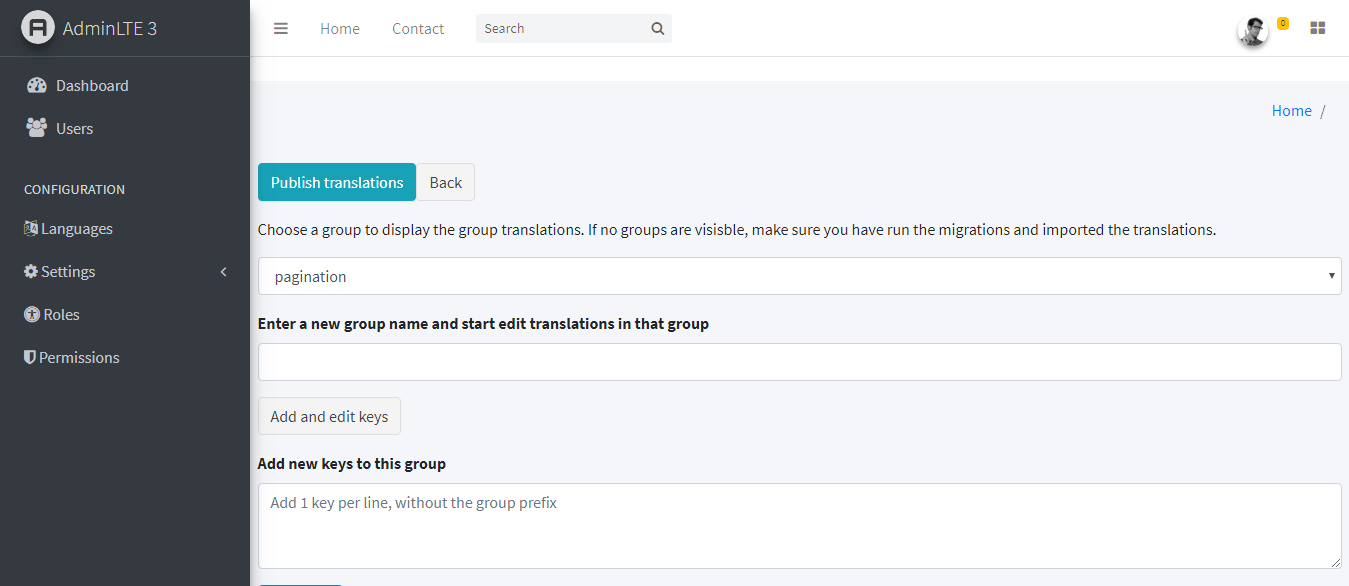 AdminLTE 3
Home
Contact
Search
0
Dashboard
Users
CONFIGURATION
Languages
Settings
Roles
Permissions
Home /
Publish translations
Back
Choose a group to display the group translations. If no groups are visisble, make sure you have run the migrations and imported the translations.
pagination
Enter a new group name and start edit translations in that group
Add and edit keys
Add new keys to this group
Add 1 key per line, without the group prefix